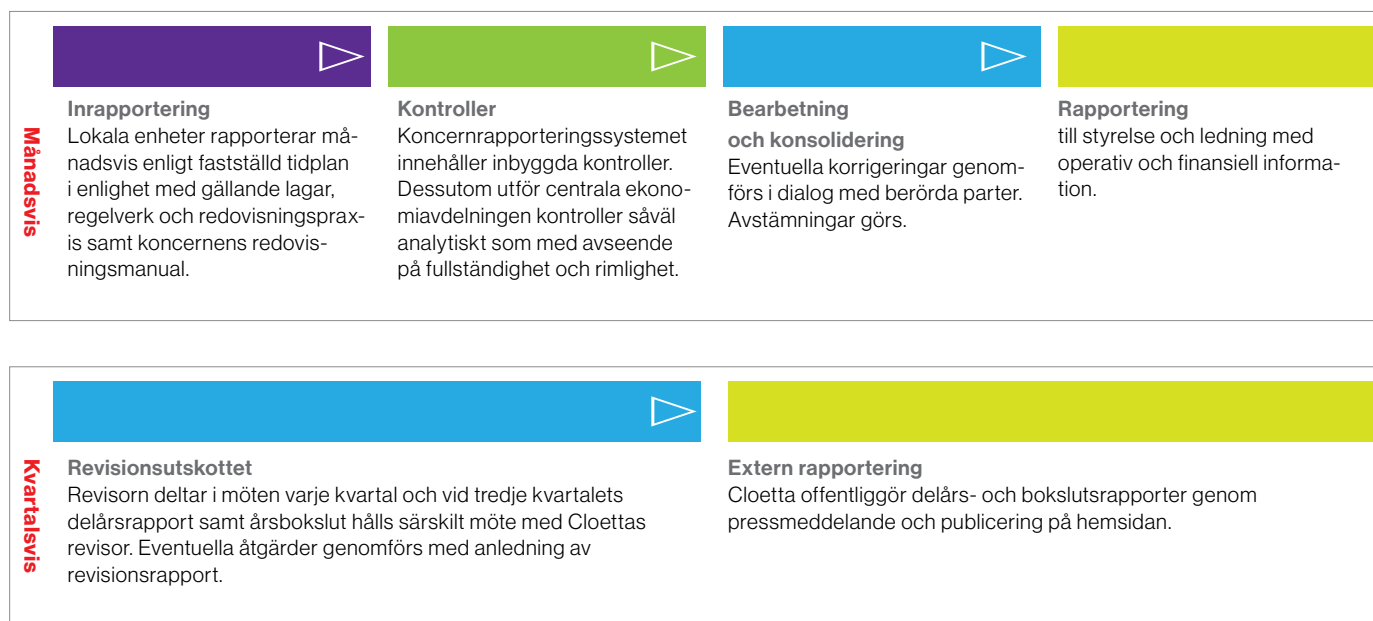 Månadsvis
Inrapportering
Lokala enheter rapporterar må-
nadsvis enligt fastställd tidplan
i enlighet med gällande lagar,
regelverk och redovisningsprax-
is samt koncernens redovis-
ningsmanual.
Kontroller
Koncernrapporteringssystemet
innehåller inbyggda kontroller.
Dessutom utför centrala ekono-
miavdelningen kontroller såväl
analytiskt som med avseende
på fullständighet och rimlighet.
Bearbetning
och konsolidering
Eventuella korrigeringar genom-
förs i dialog med berörda parter.
Avstämningar görs.
Rapportering
till styrelse och ledning med
operativ och finansiell informa-
tion.
Kvartalsvis
Revisionsutskottet
Revisorn deltar i möten varje kvartal och vid tredje kvartalets
delårsrapport samt årsbokslut hålls särskilt möte med Cloettas
revisor. Eventuella åtgärder genomförs med anledning av
revisionsrapport.
Extern rapportering
Cloetta offentliggör delårs- och bokslutsrapporter genom
pressmeddelande och publicering på hemsidan.